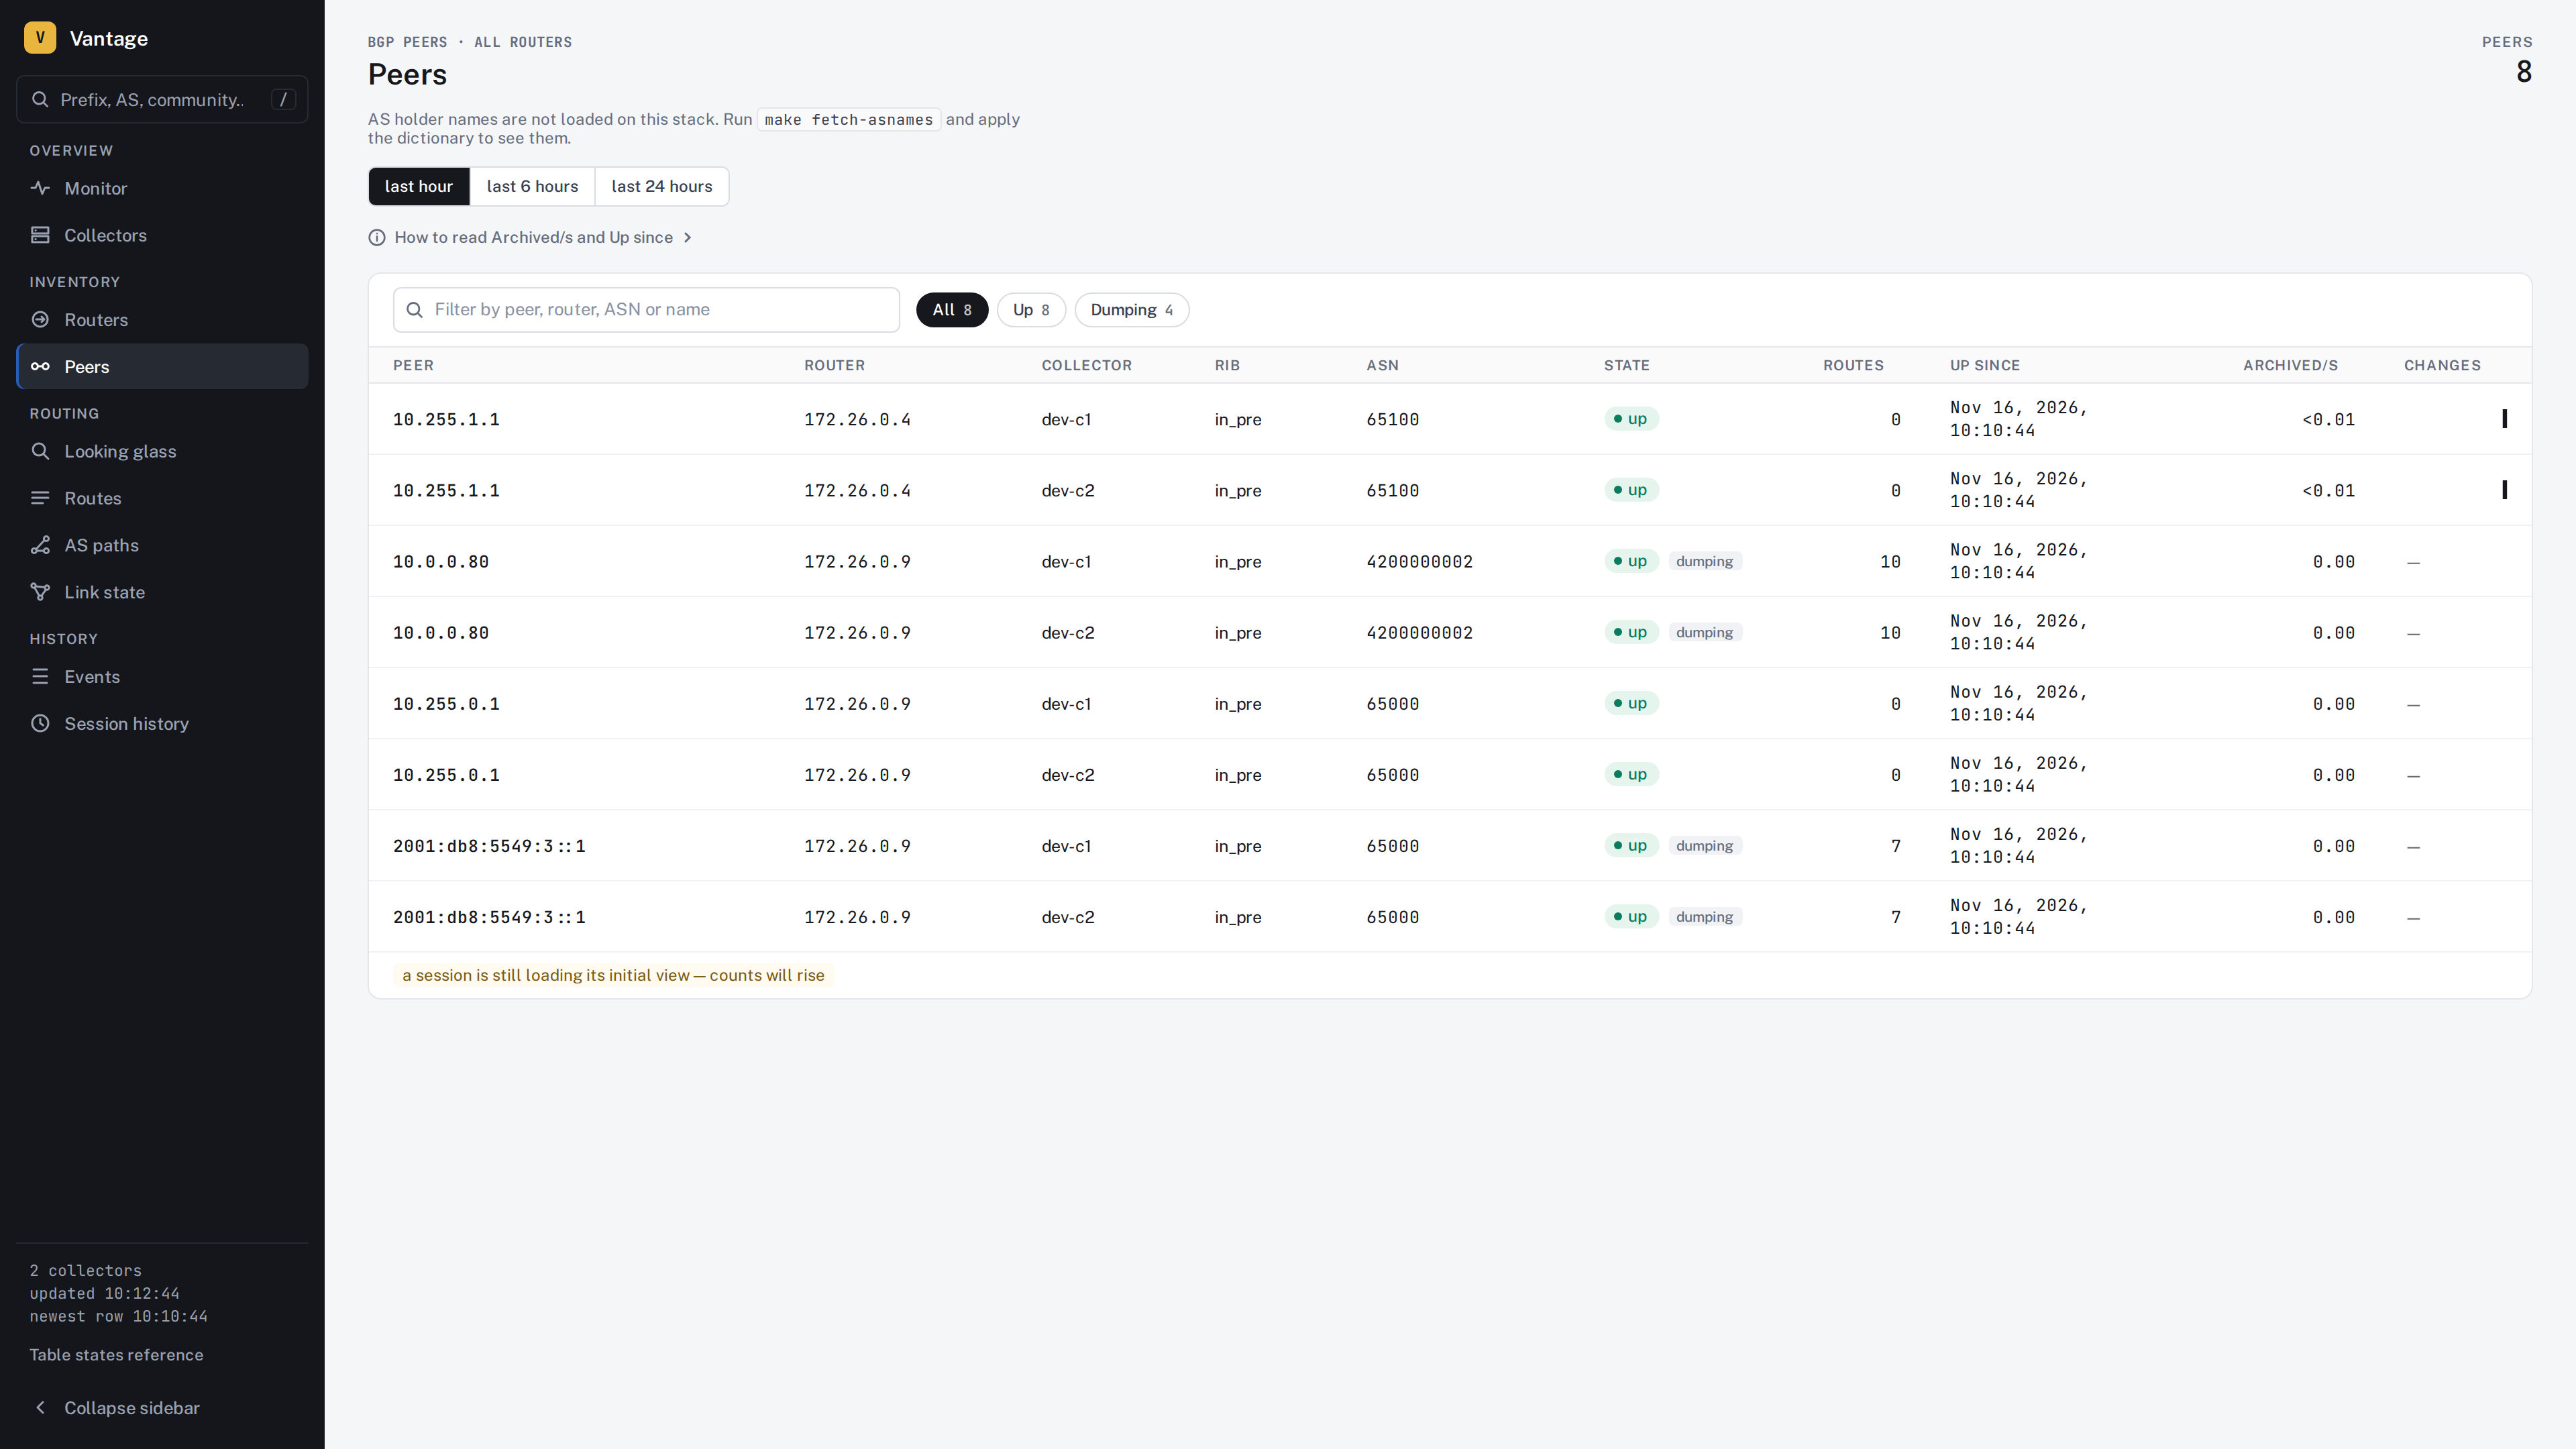 V Vantage
Prefix, AS, community.. /
OVERVIEW
Monitor
Collectors
INVENTORY
Routers
Peers
ROUTING
Looking glass
Routes
AS paths
Link state
HISTORY
Events
Session history
2 collectors
updated 10:12:44
newest row 10:10:44
Table states reference
Collapse sidebar
BGP PEERS · ALL ROUTERS
Peers
PEERS
8
AS holder names are not loaded on this stack. Run make fetch-asnames and apply
the dictionary to see them.
last hour last 6 hours last 24 hours
How to read Archived/s and Up since
Filter by peer, router, ASN or name All 8 Up 8 Dumping 4
PEER ROUTER COLLECTOR RIB ASN STATE ROUTES UP SINCE ARCHIVED/S CHANGES
10.255.1.1 172.26.0.4 dev-c1 in_pre 65100 up 0 Nov 16, 2026, 10:10:44 <0.01
10.255.1.1 172.26.0.4 dev-c2 in_pre 65100 up 0 Nov 16, 2026, 10:10:44 <0.01
10.0.0.80 172.26.0.9 dev-c1 in_pre 4200000002 up dumping 10 Nov 16, 2026, 10:10:44 0.00 —
10.0.0.80 172.26.0.9 dev-c2 in_pre 4200000002 up dumping 10 Nov 16, 2026, 10:10:44 0.00 —
10.255.0.1 172.26.0.9 dev-c1 in_pre 65000 up 0 Nov 16, 2026, 10:10:44 0.00 —
10.255.0.1 172.26.0.9 dev-c2 in_pre 65000 up 0 Nov 16, 2026, 10:10:44 0.00 —
2001:db8:5549:3::1 172.26.0.9 dev-c1 in_pre 65000 up dumping 7 Nov 16, 2026, 10:10:44 0.00 —
2001:db8:5549:3::1 172.26.0.9 dev-c2 in_pre 65000 up dumping 7 Nov 16, 2026, 10:10:44 0.00 —
a session is still loading its initial view — counts will rise